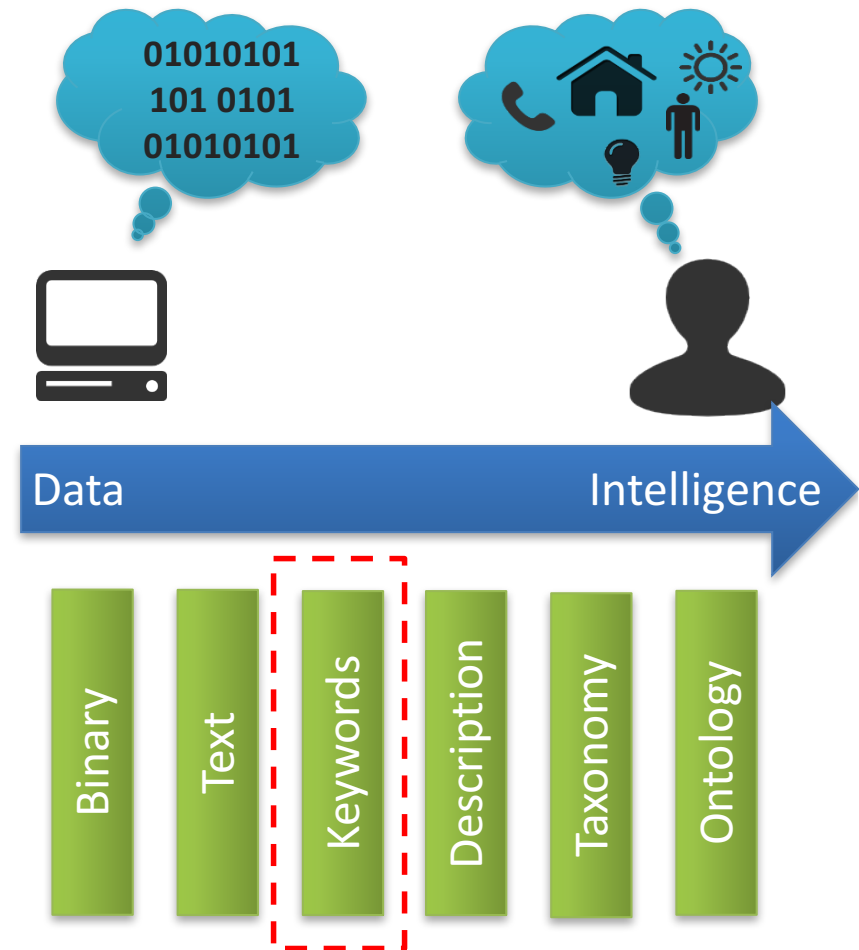 01010101
101 0101
01010101
Data
Intelligence
Binary
Text
Keywords
Description
Taxonomy
Ontology